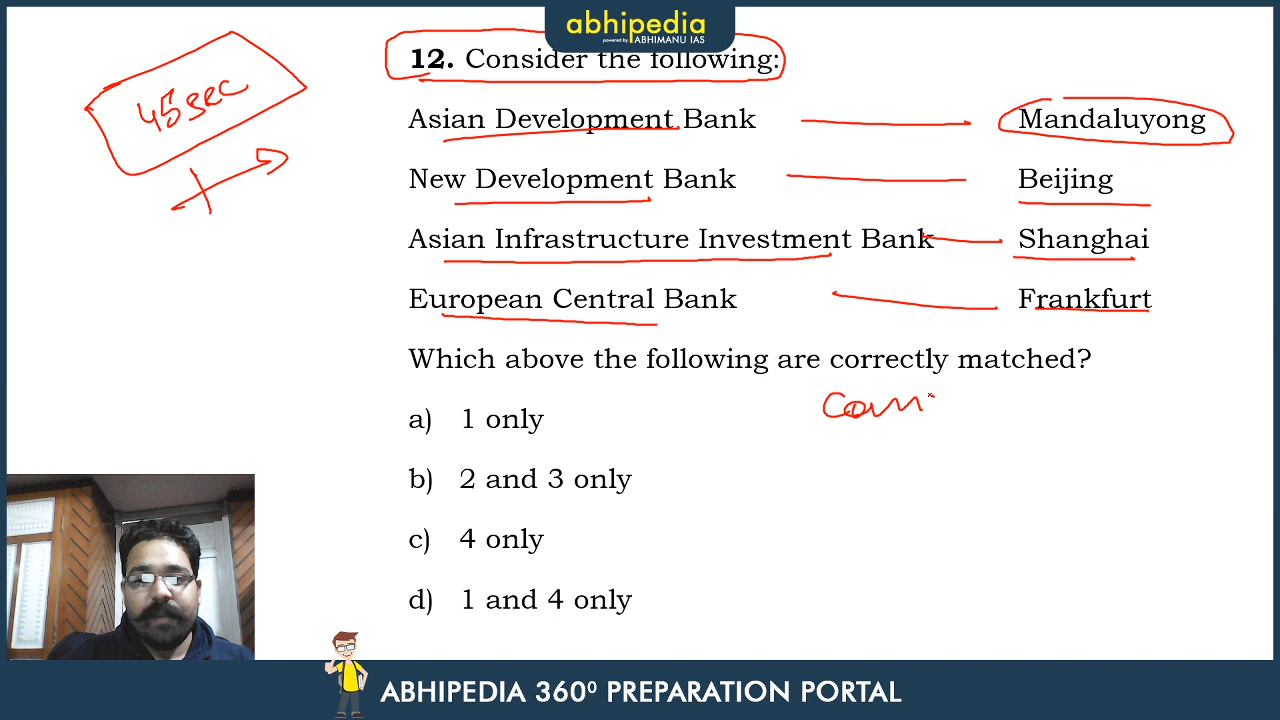 abhipedia
powered by ABHIMANU IAS
12. Consider the following:
45 sec
Asian Development Bank Mandaluyong
New Development Bank Beijing
Asian Infrastructure Investment Bank Shanghai
European Central Bank Frankfurt
Which above the following are correctly matched?
a) 1 only
b) 2 and 3 only
c) 4 only
d) 1 and 4 only
ABHIPEDIA 360⁰ PREPARATION PORTAL